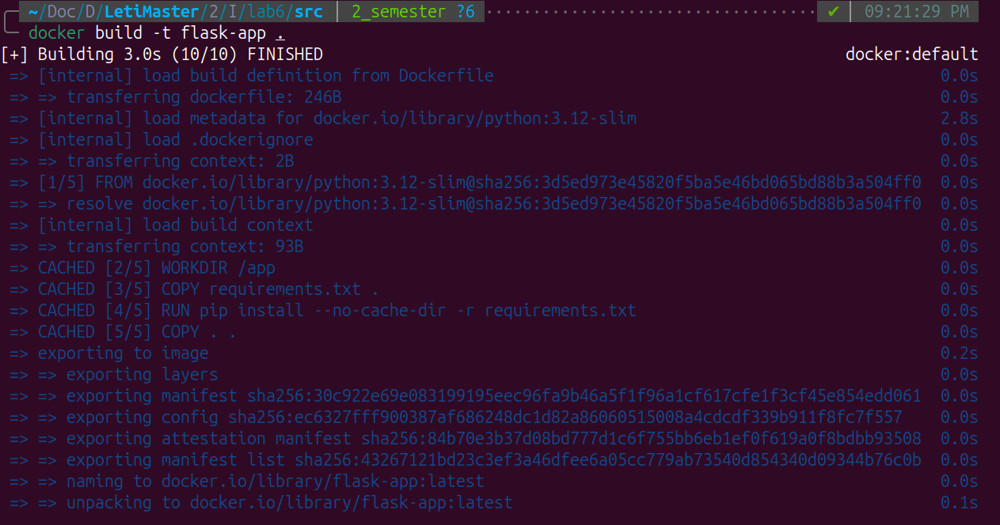 ~/Doc/D/LetiMaster/2/I/lab6/src | 2_semester ?6 ✔ | 09:21:29 PM
docker build -t flask-app .
[+] Building 3.0s (10/10) FINISHED docker:default
=> [internal] load build definition from Dockerfile 0.0s
=> => transferring dockerfile: 246B 0.0s
=> [internal] load metadata for docker.io/library/python:3.12-slim 2.8s
=> [internal] load .dockerignore 0.0s
=> => transferring context: 2B 0.0s
=> [1/5] FROM docker.io/library/python:3.12-slim@sha256:3d5ed973e45820f5ba5e46bd065bd88b3a504ff0 0.0s
=> => resolve docker.io/library/python:3.12-slim@sha256:3d5ed973e45820f5ba5e46bd065bd88b3a504ff0 0.0s
=> [internal] load build context 0.0s
=> => transferring context: 93B 0.0s
=> CACHED [2/5] WORKDIR /app 0.0s
=> CACHED [3/5] COPY requirements.txt . 0.0s
=> CACHED [4/5] RUN pip install --no-cache-dir -r requirements.txt 0.0s
=> CACHED [5/5] COPY . . 0.0s
=> exporting to image 0.2s
=> => exporting layers 0.0s
=> => exporting manifest sha256:30c922e69e083199195eec96fa9b46a5f1f96a1cf617cfe1f3cf45e854edd061 0.0s
=> => exporting config sha256:ec6327fff900387af686248dc1d82a86060515008a4cdcdf339b911f8fc7f557 0.0s
=> => exporting attestation manifest sha256:84b70e3b37d08bd777d1c6f755bb6eb1ef0f619a0f8bdbb93508 0.0s
=> => exporting manifest list sha256:43267121bd23c3ef3a46dfee6a05cc779ab73540d854340d09344b76c0b 0.0s
=> => naming to docker.io/library/flask-app:latest 0.0s
=> => unpacking to docker.io/library/flask-app:latest 0.1s